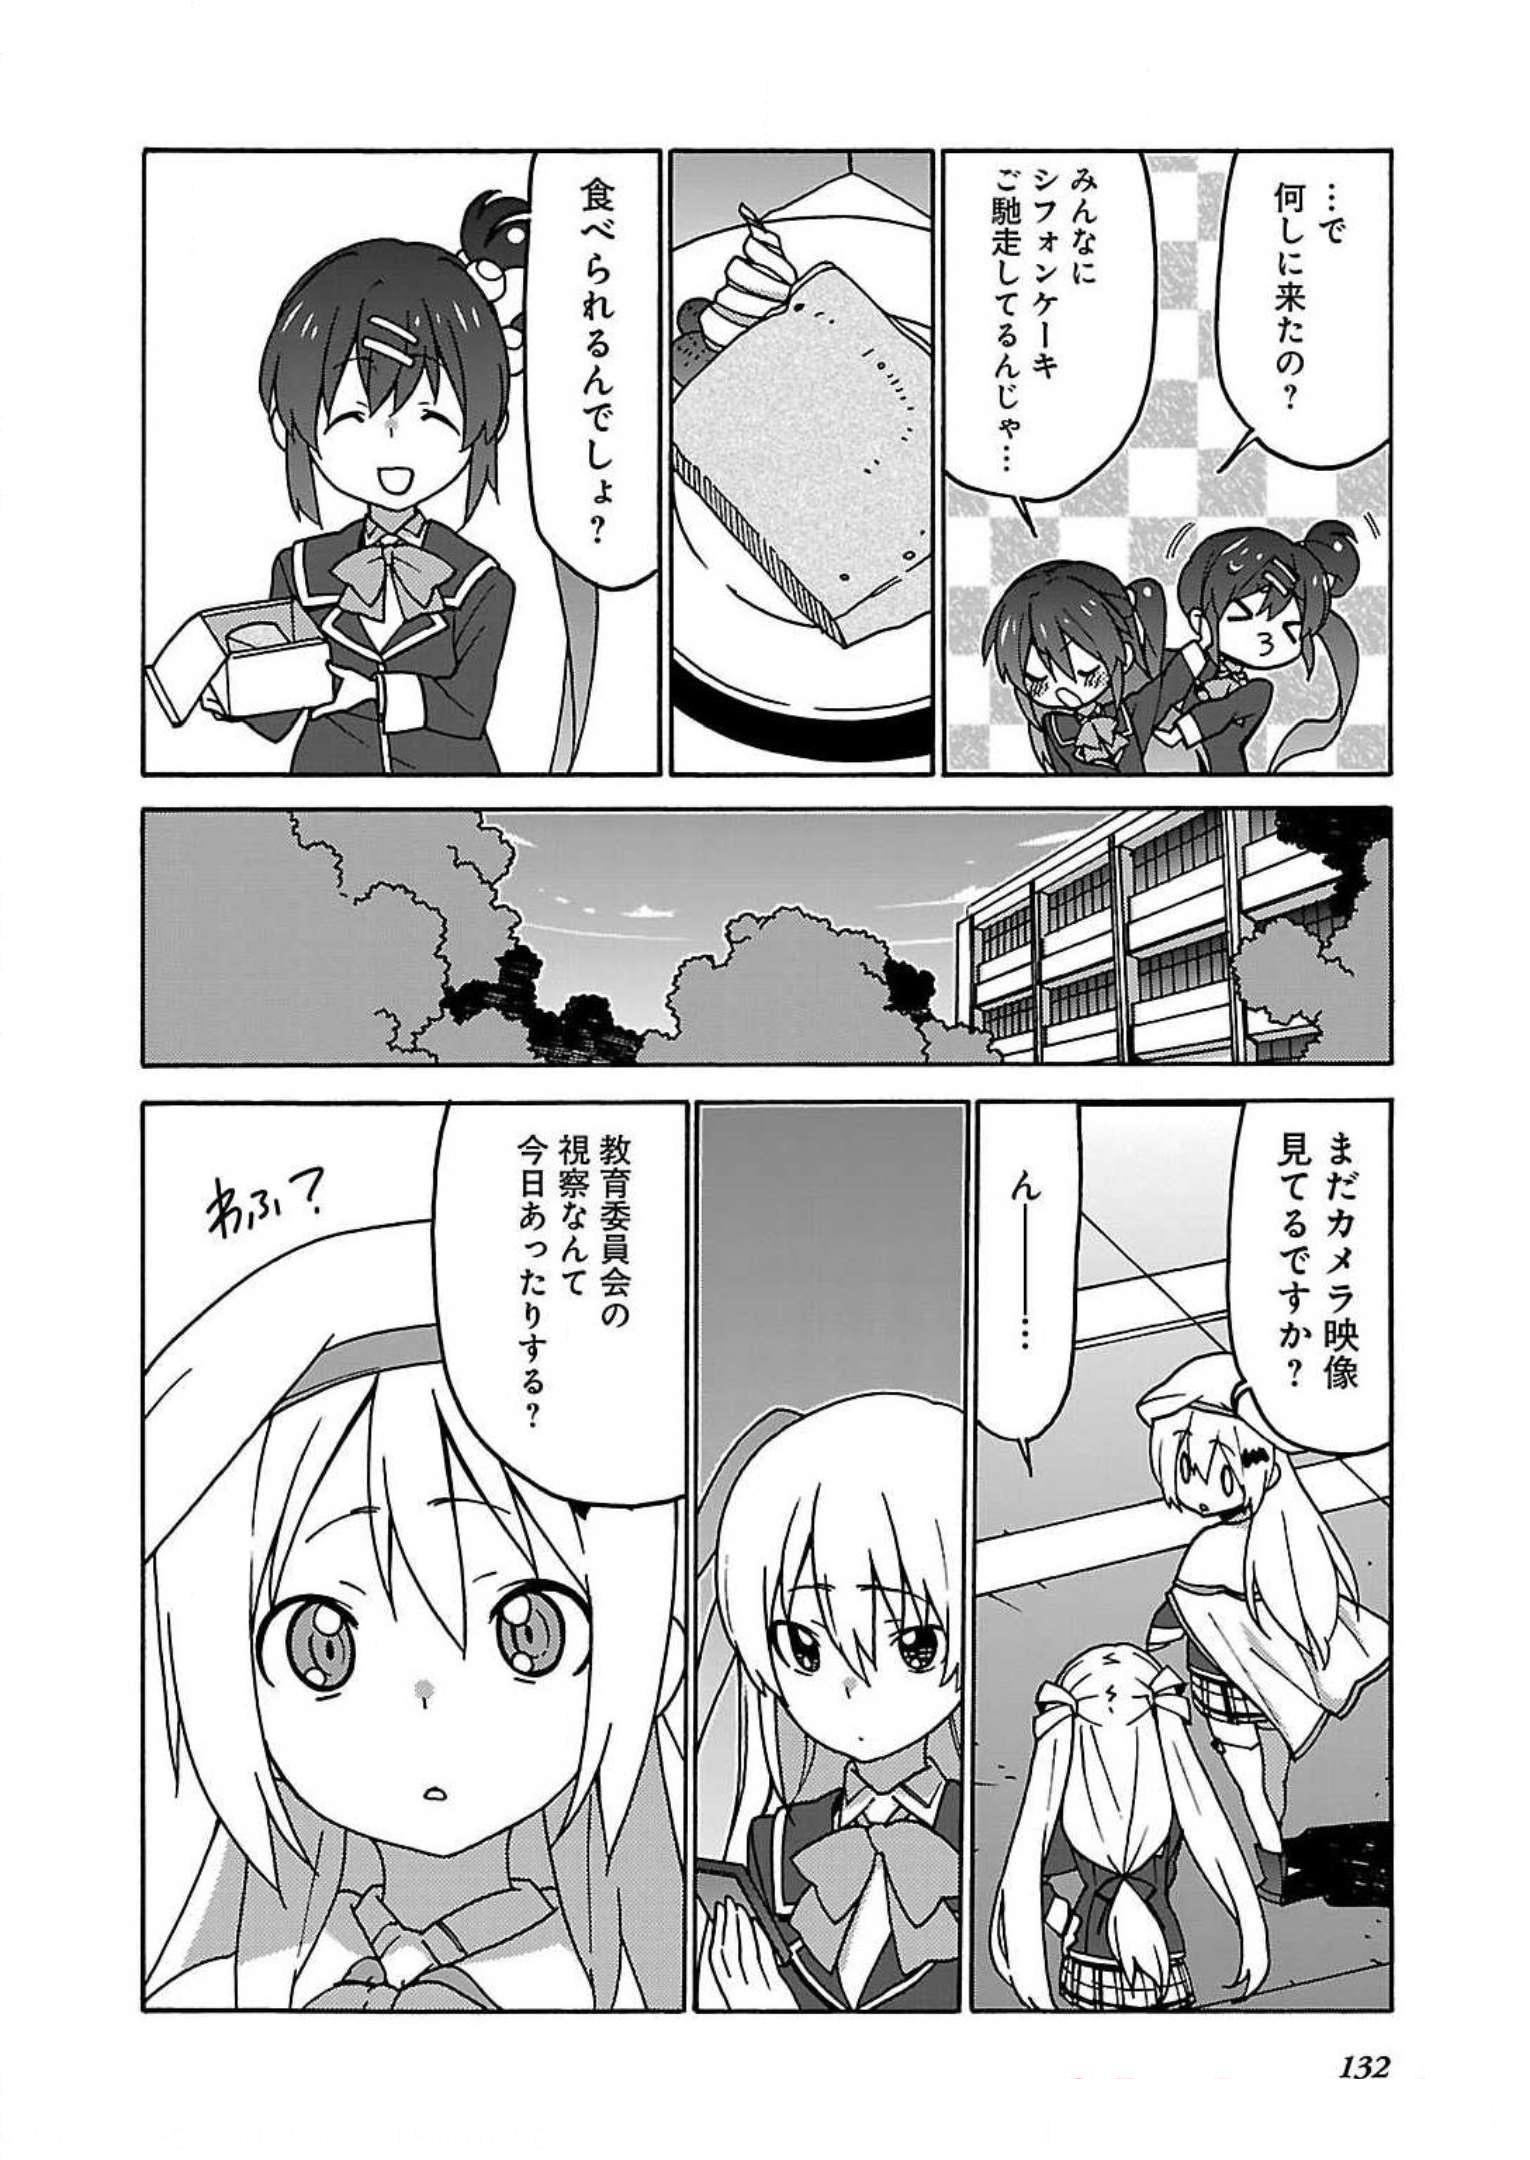 …で
何しに来たの？
みんなに
シフォンケーキ
ご馳走してるんじゃ…
食べられるんでしょ？
まだカメラ映像
見てるですか？
ん――…
教育委員会の
視察なんて
今日あったりする？
わふ？
132